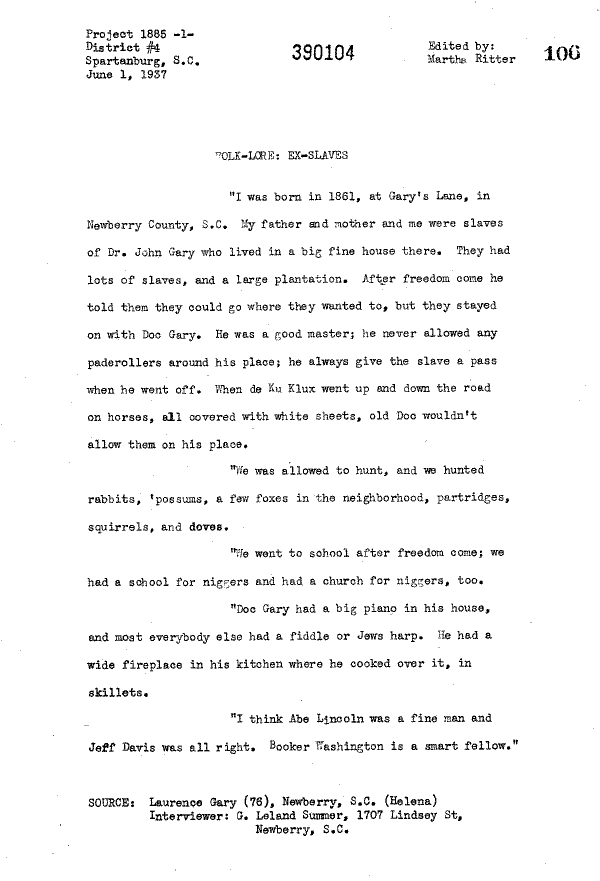 Project 1885 -1-
District #4
Spartanburg, S.C.
June 1, 1937
390104
Edited by:
Martha Ritter
100
FOLK-LORE: EX-SLAVES
"I was born in 1861, at Gary's Lane, in
Newberry County, S.C. My father and mother and me were slaves
of Dr. John Gary who lived in a big fine house there. They had
lots of slaves, and a large plantation. After freedom come he
told them they could go where they wanted to, but they stayed
on with Doc Gary. He was a good master; he never allowed any
paderollers around his place; he always give the slave a pass
when he went off. When de Ku Klux went up and down the road
on horses, all covered with white sheets, old Doc wouldn't
allow them on his place.
"We was allowed to hunt, and we hunted
rabbits, 'possums, a few foxes in the neighborhood, partridges,
squirrels, and doves.
"We went to school after freedom come; we
had a school for niggers and had a church for niggers, too.
"Doc Gary had a big piano in his house,
and most everybody else had a fiddle or Jews harp. He had a
wide fireplace in his kitchen where he cooked over it, in
skillets.
"I think Abe Lincoln was a fine man and
Jeff Davis was all right. Booker Washington is a smart fellow."
SOURCE: Laurence Gary (76), Newberry, S.C. (Helena)
Interviewer: G. Leland Summer, 1707 Lindsey St,
Newberry, S.C.